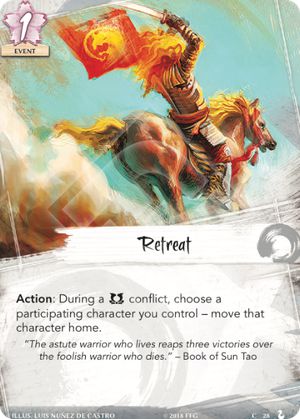 1
EVENT
Retreat
Action: During a conflict, choose a
participating character you control – move that
character home.
"The astute warrior who lives reaps three victories over
the foolish warrior who dies." – Book of Sun Tao
ILLUS. LUIS NÚÑEZ DE CASTRO © 2018 FFG C 28